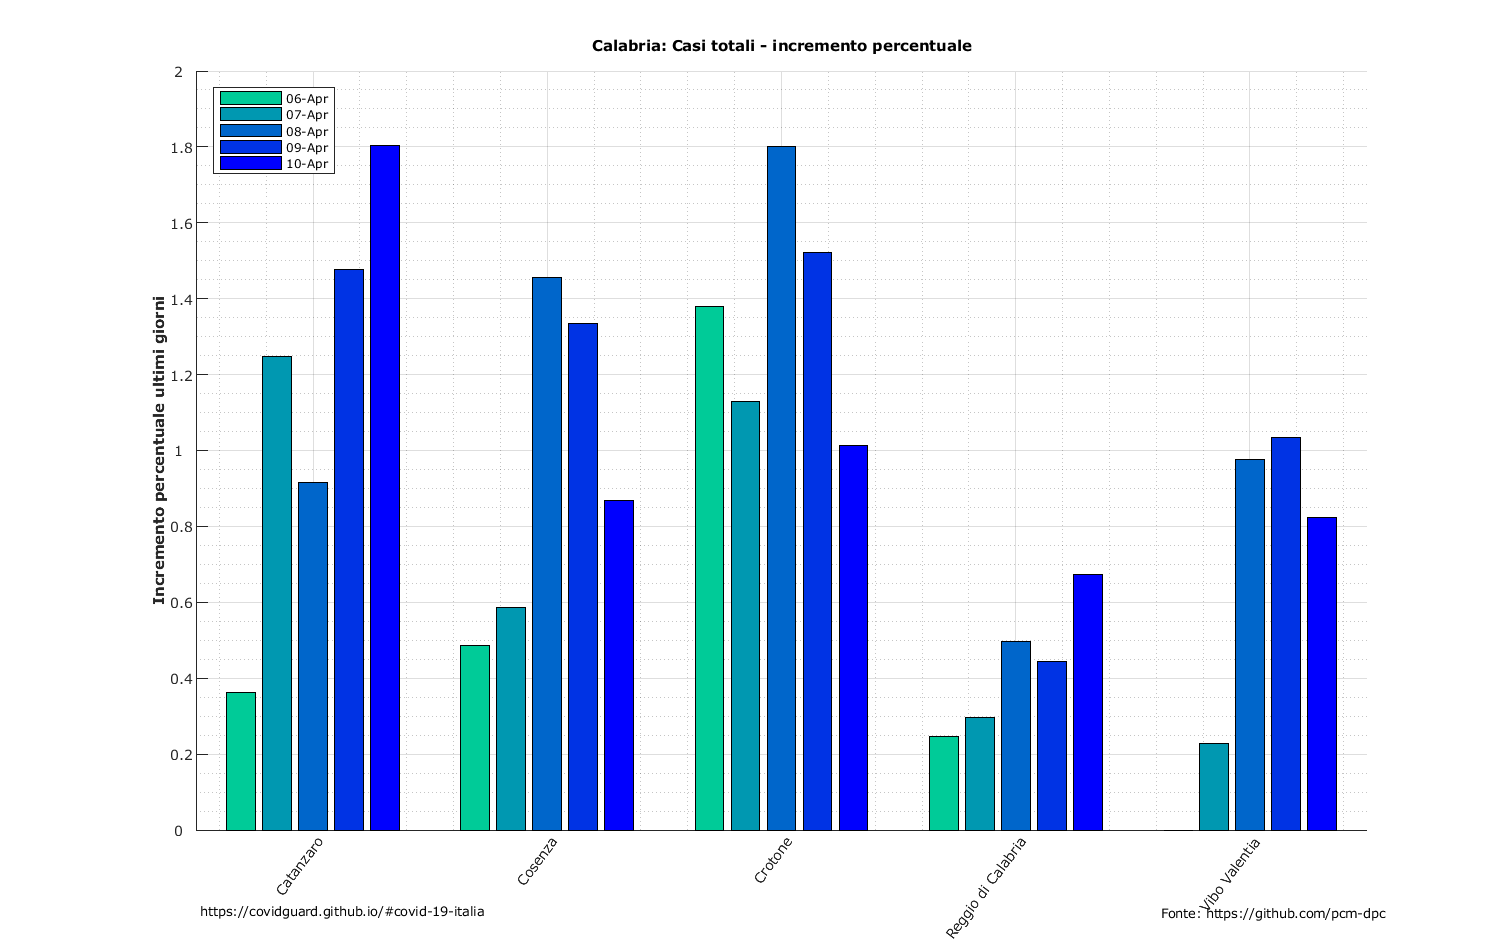 Calabria: Casi totali - incremento percentuale
Incremento percentuale ultimi giorni
2
1.8
1.6
1.4
1.2
1
0.8
0.6
0.4
0.2
0
06-Apr
07-Apr
08-Apr
09-Apr
10-Apr
Catanzaro
Cosenza
Crotone
Reggio di Calabria
Vibo Valentia
https://covidguard.github.io/#covid-19-italia
Fonte: https://github.com/pcm-dpc